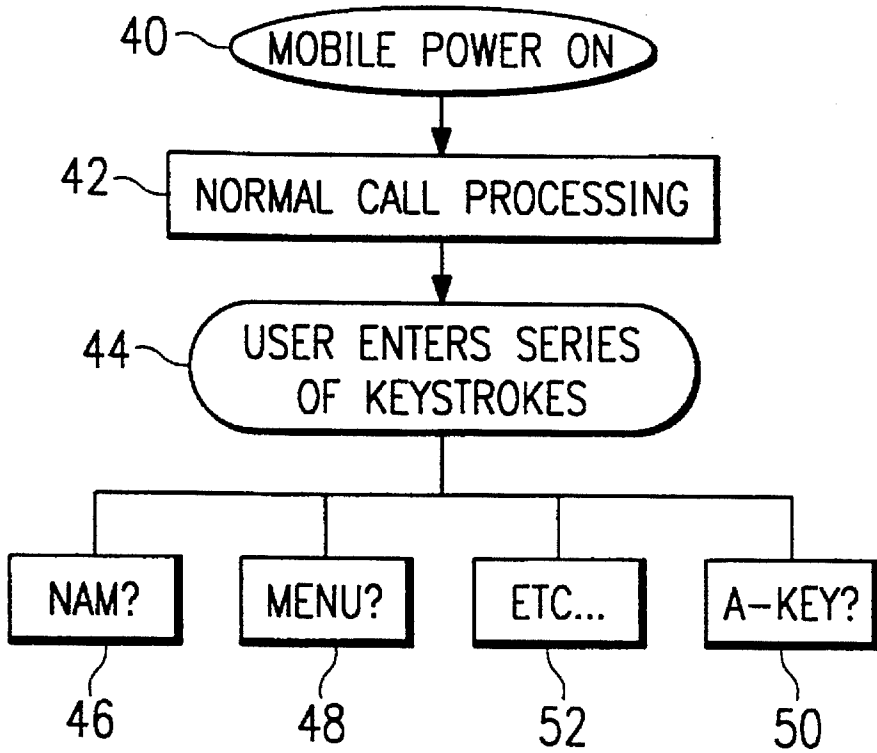 40
MOBILE POWER ON
42
NORMAL CALL PROCESSING
44
USER ENTERS SERIES
OF KEYSTROKES
NAM?
MENU?
ETC...
A-KEY?
46
48
52
50